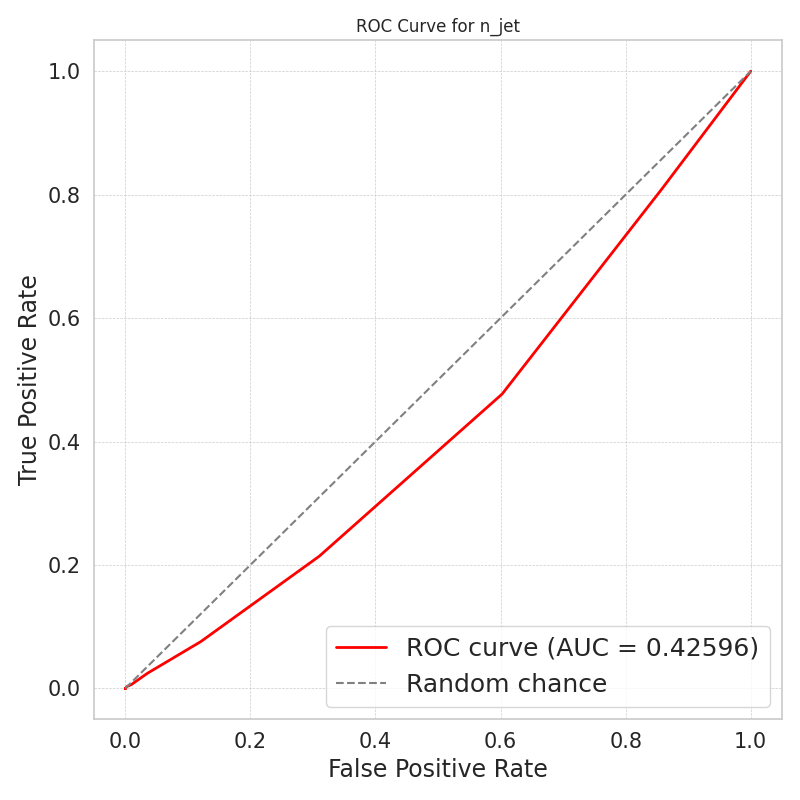 ROC Curve for n_jet
1.0
0.8
0.6
0.4
0.2
0.0
True Positive Rate
ROC curve (AUC = 0.42596)
Random chance
0.0 0.2 0.4 0.6 0.8 1.0
False Positive Rate